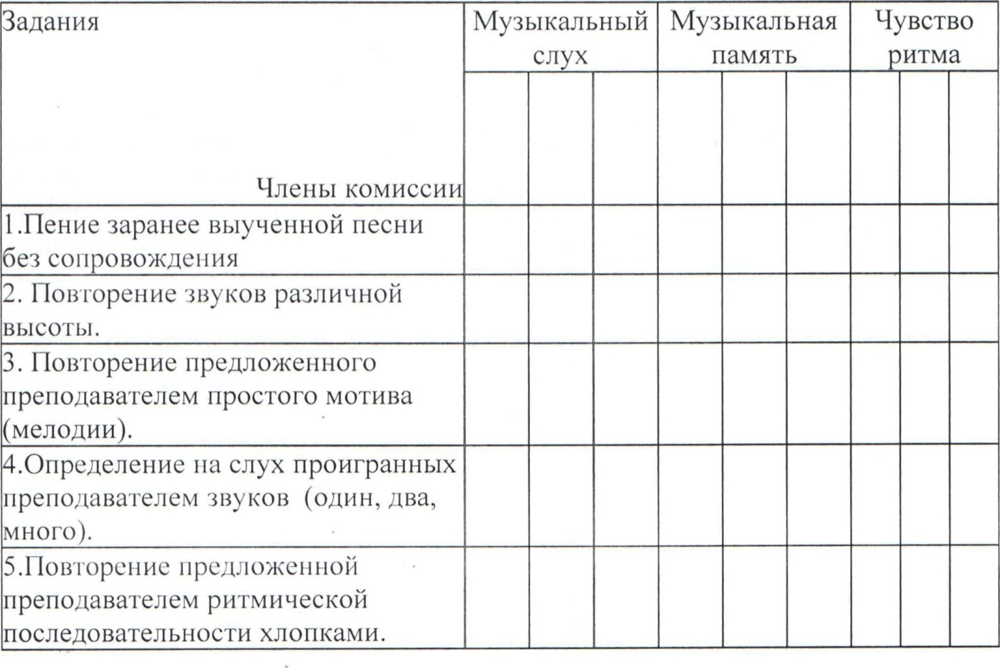 Задания
Музыкальный
слух
Музыкальная
память
Чувство
ритма
Члены комиссии
1.Пение заранее выученной песни
без сопровождения
2. Повторение звуков различной
высоты.
3. Повторение предложенного
преподавателем простого мотива
(мелодии).
4.Определение на слух проигранных
преподавателем звуков (один, два,
много).
5.Повторение предложенной
преподавателем ритмической
последовательности хлопками.